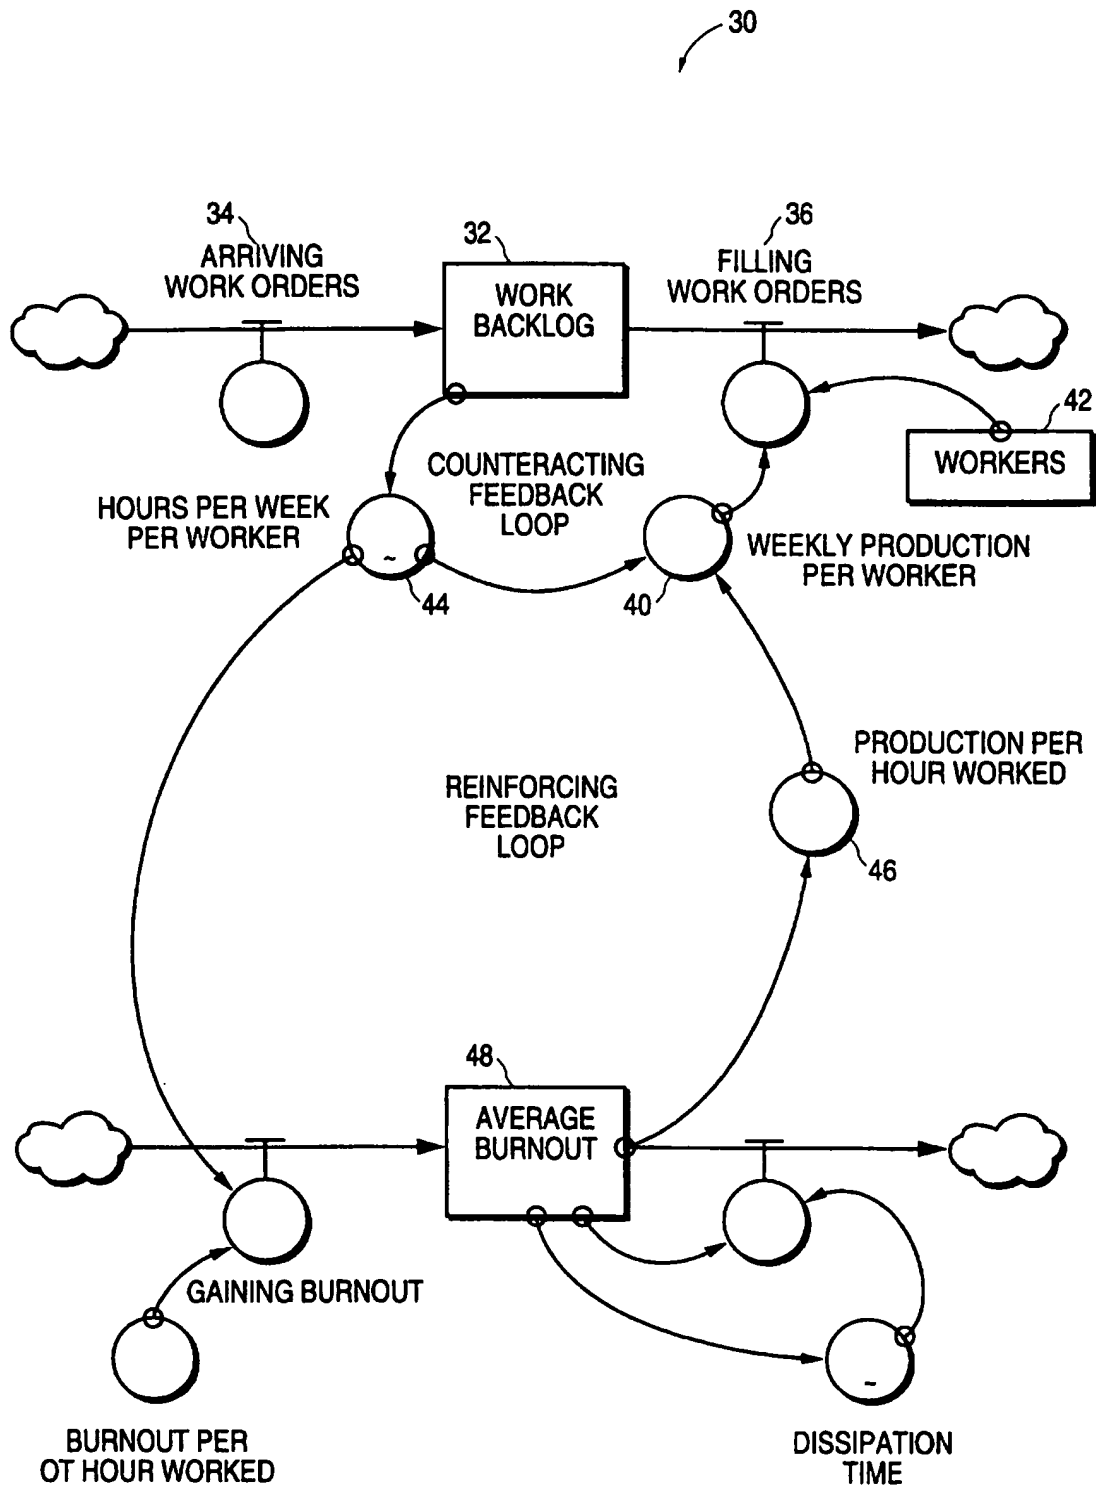 30
34
ARRIVING
WORK ORDERS
32
WORK
BACKLOG
36
FILLING
WORK ORDERS
42
WORKERS
HOURS PER WEEK
PER WORKER
~
44
COUNTERACTING
FEEDBACK
LOOP
40
WEEKLY PRODUCTION
PER WORKER
PRODUCTION PER
HOUR WORKED
46
REINFORCING
FEEDBACK
LOOP
48
AVERAGE
BURNOUT
GAINING BURNOUT
BURNOUT PER
OT HOUR WORKED
~
DISSIPATION
TIME